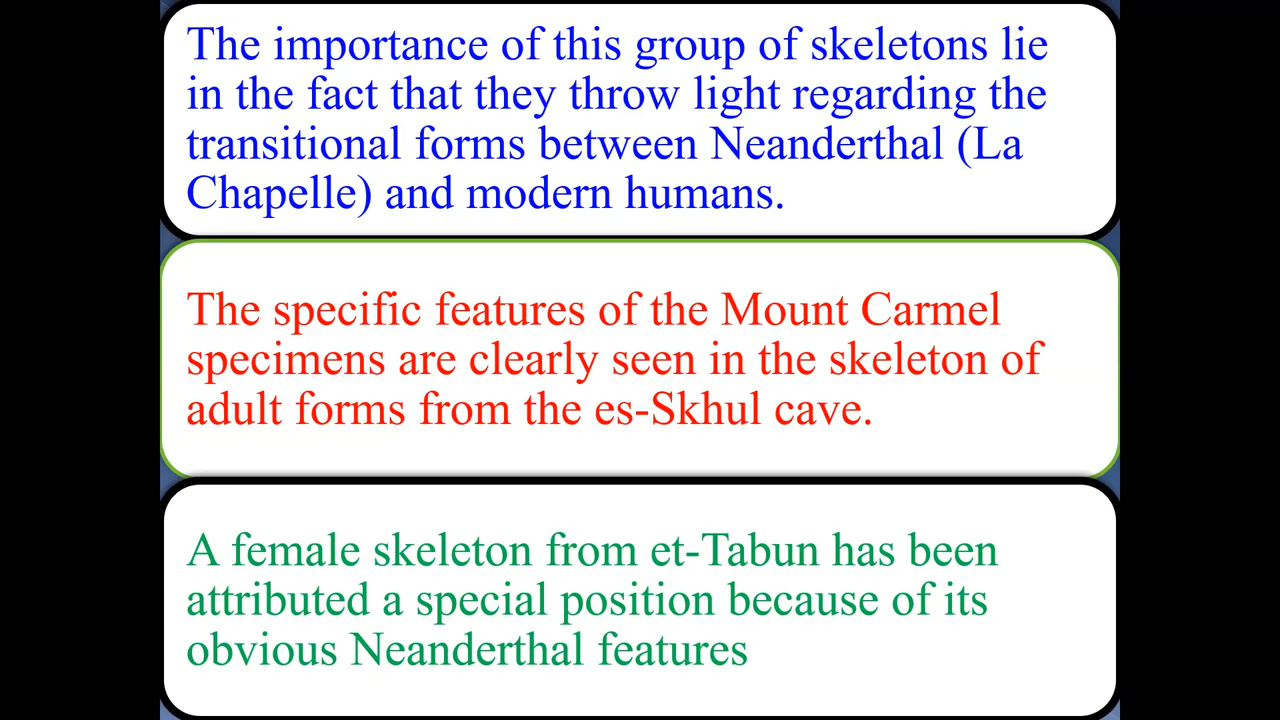 The importance of this group of skeletons lie
in the fact that they throw light regarding the
transitional forms between Neanderthal (La
Chapelle) and modern humans.
The specific features of the Mount Carmel
specimens are clearly seen in the skeleton of
adult forms from the es-Skhul cave.
A female skeleton from et-Tabun has been
attributed a special position because of its
obvious Neanderthal features